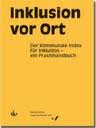 Inklusion
vor Ort
Der Kommunale Index
für Inklusion –
ein Praxishandbuch